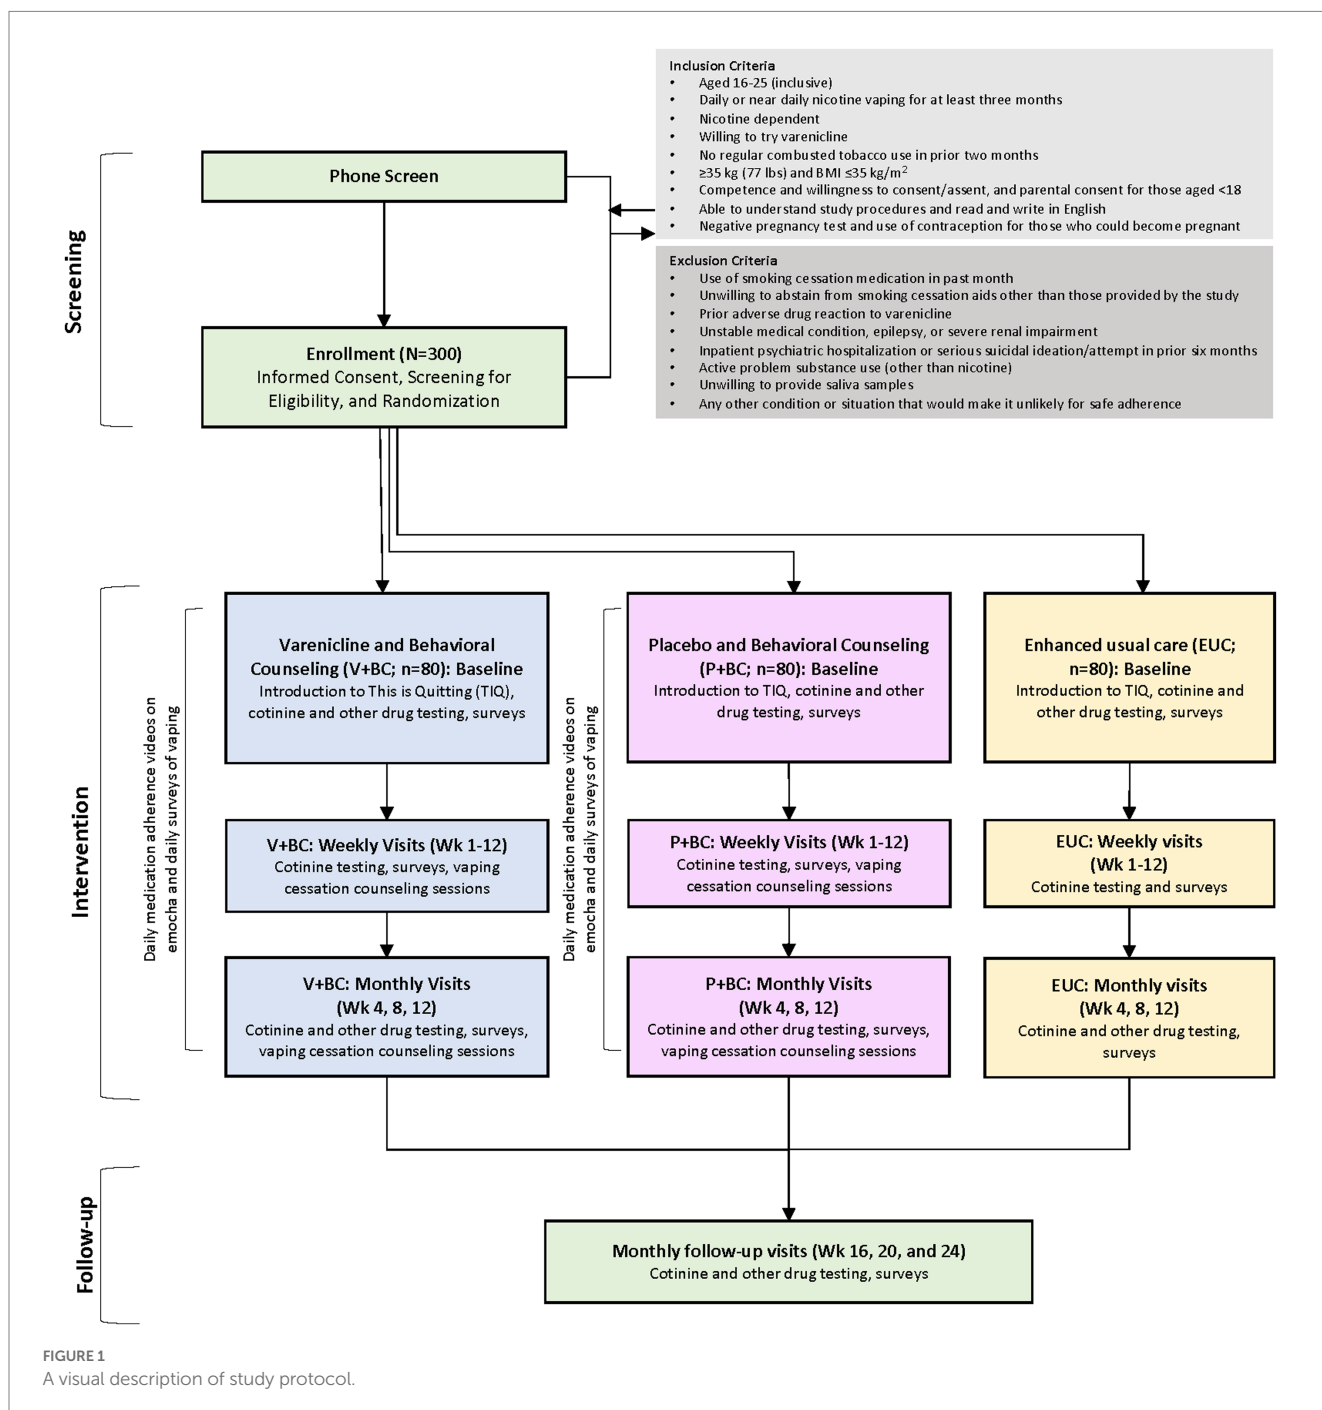 Inclusion Criteria
• Aged 16-25 (inclusive)
• Daily or near daily nicotine vaping for at least three months
• Nicotine dependent
• Willing to try varenicline
• No regular combusted tobacco use in prior two months
• ≥35 kg (77 lbs) and BMI ≤35 kg/m²
• Competence and willingness to consent/assent, and parental consent for those aged <18
• Able to understand study procedures and read and write in English
• Negative pregnancy test and use of contraception for those who could become pregnant
Exclusion Criteria
• Use of smoking cessation medication in past month
• Unwilling to abstain from smoking cessation aids other than those provided by the study
• Prior adverse drug reaction to varenicline
• Unstable medical condition, epilepsy, or severe renal impairment
• Inpatient psychiatric hospitalization or serious suicidal ideation/attempt in prior six months
• Active problem substance use (other than nicotine)
• Unwilling to provide saliva samples
• Any other condition or situation that would make it unlikely for safe adherence
Screening
Phone Screen
Enrollment (N=300)
Informed Consent, Screening for
Eligibility, and Randomization
Intervention
Daily medication adherence videos on
emocha and daily surveys of vaping
Varenicline and Behavioral
Counseling (V+BC; n=80): Baseline
Introduction to This is Quitting (TIQ),
cotinine and other drug testing, surveys
V+BC: Weekly Visits (Wk 1-12)
Cotinine testing, surveys, vaping
cessation counseling sessions
V+BC: Monthly Visits
(Wk 4, 8, 12)
Cotinine and other drug testing, surveys,
vaping cessation counseling sessions
Daily medication adherence videos on
emocha and daily surveys of vaping
Placebo and Behavioral Counseling
(P+BC; n=80): Baseline
Introduction to TIQ, cotinine and other
drug testing, surveys
P+BC: Weekly Visits (Wk 1-12)
Cotinine testing, surveys, vaping
cessation counseling sessions
P+BC: Monthly Visits
(Wk 4, 8, 12)
Cotinine and other drug testing, surveys,
vaping cessation counseling sessions
Enhanced usual care (EUC;
n=80): Baseline
Introduction to TIQ, cotinine and
other drug testing, surveys
EUC: Weekly visits
(Wk 1-12)
Cotinine testing and surveys
EUC: Monthly visits
(Wk 4, 8, 12)
Cotinine and other drug testing,
surveys
Follow-up
Monthly follow-up visits (Wk 16, 20, and 24)
Cotinine and other drug testing, surveys
FIGURE 1
A visual description of study protocol.